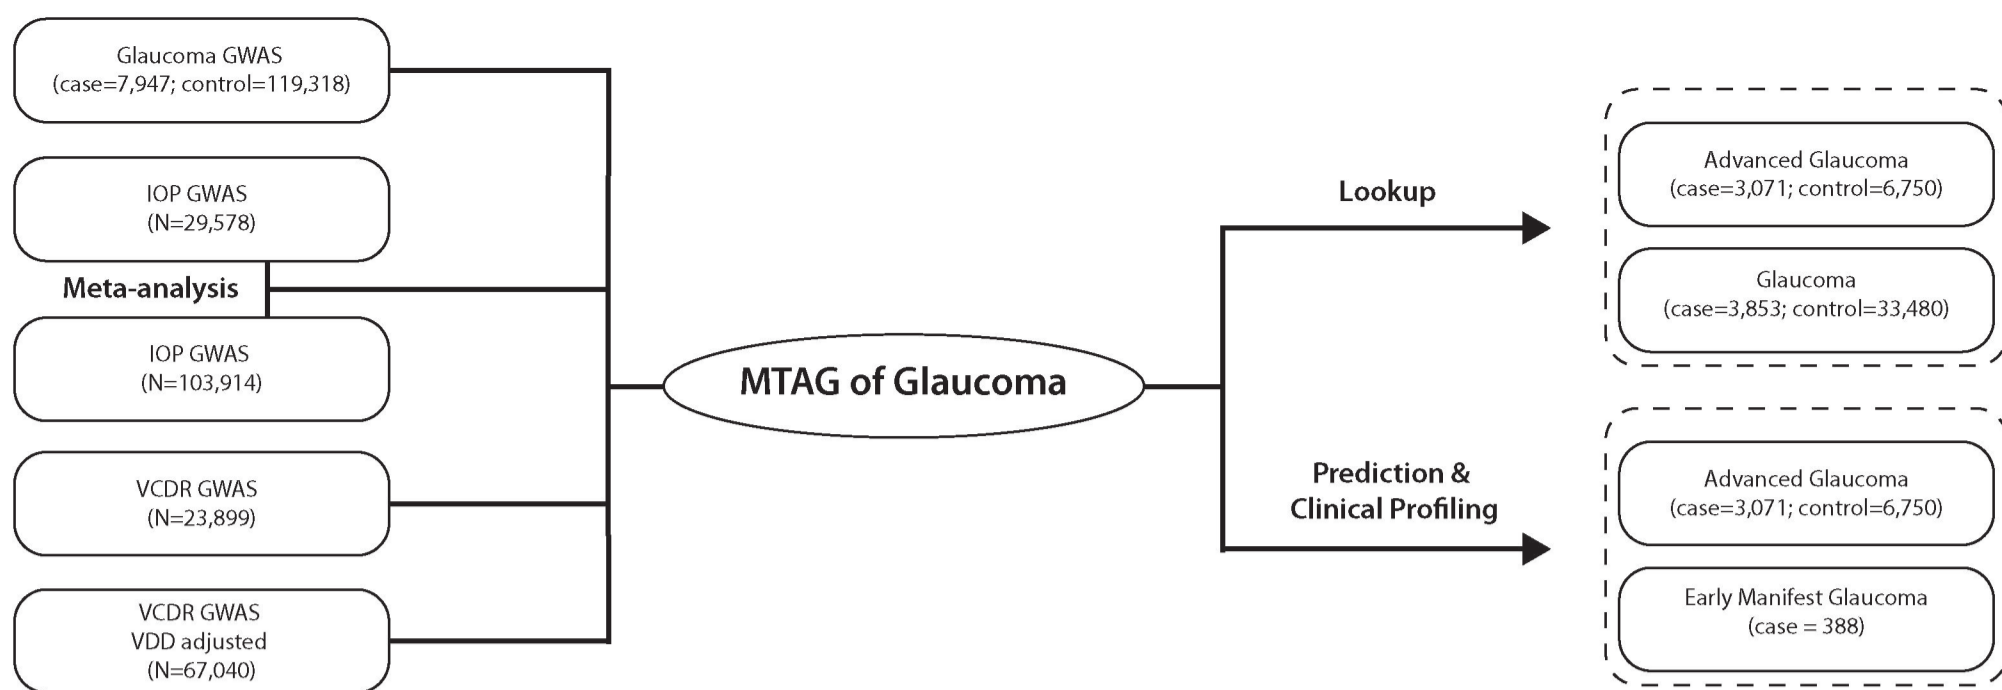 Glaucoma GWAS
(case=7,947; control=119,318)
IOP GWAS
(N=29,578)
Meta-analysis
IOP GWAS
(N=103,914)
VCDR GWAS
(N=23,899)
VCDR GWAS
VDD adjusted
(N=67,040)
MTAG of Glaucoma
Lookup
Prediction &
Clinical Profiling
Advanced Glaucoma
(case=3,071; control=6,750)
Glaucoma
(case=3,853; control=33,480)
Advanced Glaucoma
(case=3,071; control=6,750)
Early Manifest Glaucoma
(case = 388)